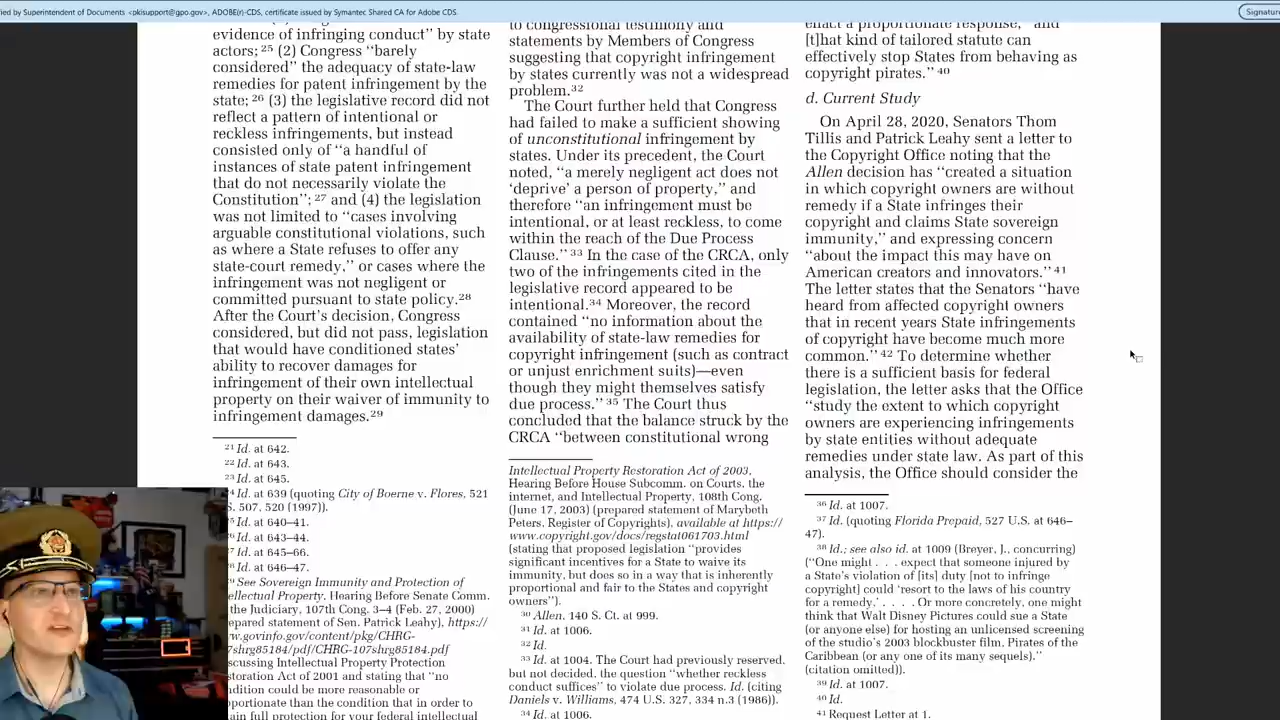 ied by Superintendent of Documents <pkisupport@gpo.gov>, ADOBE(r)-CDS, certificate issued by Symantec Shared CA for Adobe CDS.
Signature
evidence of infringing conduct’’ by state
actors; 25 (2) Congress ‘‘barely
considered’’ the adequacy of state-law
remedies for patent infringement by the
state; 26 (3) the legislative record did not
reflect a pattern of intentional or
reckless infringements, but instead
consisted only of ‘‘a handful of
instances of state patent infringement
that do not necessarily violate the
Constitution’’; 27 and (4) the legislation
was not limited to ‘‘cases involving
arguable constitutional violations, such
as where a State refuses to offer any
state-court remedy,’’ or cases where the
infringement was not negligent or
committed pursuant to state policy.28
After the Court’s decision, Congress
considered, but did not pass, legislation
that would have conditioned states’
ability to recover damages for
infringement of their own intellectual
property on their waiver of immunity to
infringement damages.29
21 Id. at 642.
22 Id. at 643.
23 Id. at 645.
4 Id. at 639 (quoting City of Boerne v. Flores, 521
S. 507, 520 (1997)).
Id. at 640–41.
Id. at 643–44.
Id. at 645–66.
Id. at 646–47.
See Sovereign Immunity and Protection of
llectual Property, Hearing Before Senate Comm.
the Judiciary, 107th Cong. 3–4 (Feb. 27, 2000)
epared statement of Sen. Patrick Leahy), https://
w.govinfo.gov/content/pkg/CHRG-
7shrg85184/pdf/CHRG-107shrg85184.pdf
scussing Intellectual Property Protection
storation Act of 2001 and stating that ‘‘no
ndition could be more reasonable or
portionate than the condition that in order to
ain full protection for your federal intellectual
to congressional testimony and
statements by Members of Congress
suggesting that copyright infringement
by states currently was not a widespread
problem.32
The Court further held that Congress
had failed to make a sufficient showing
of unconstitutional infringement by
states. Under its precedent, the Court
noted, ‘‘a merely negligent act does not
‘deprive’ a person of property,’’ and
therefore ‘‘an infringement must be
intentional, or at least reckless, to come
within the reach of the Due Process
Clause.’’ 33 In the case of the CRCA, only
two of the infringements cited in the
legislative record appeared to be
intentional.34 Moreover, the record
contained ‘‘no information about the
availability of state-law remedies for
copyright infringement (such as contract
or unjust enrichment suits)—even
though they might themselves satisfy
due process.’’ 35 The Court thus
concluded that the balance struck by the
CRCA ‘‘between constitutional wrong
Intellectual Property Restoration Act of 2003,
Hearing Before House Subcomm. on Courts, the
internet, and Intellectual Property, 108th Cong.
(June 17, 2003) (prepared statement of Marybeth
Peters, Register of Copyrights), available at https://
www.copyright.gov/docs/regstat061703.html
(stating that proposed legislation ‘‘provides
significant incentives for a State to waive its
immunity, but does so in a way that is inherently
proportional and fair to the States and copyright
owners’’).
30 Allen, 140 S. Ct. at 999.
31 Id. at 1006.
32 Id.
33 Id. at 1004. The Court had previously reserved,
but not decided, the question ‘‘whether reckless
conduct suffices’’ to violate due process. Id. (citing
Daniels v. Williams, 474 U.S. 327, 334 n.3 (1986)).
34 Id. at 1006.
enact a proportionate response,’’ and
[t]hat kind of tailored statute can
effectively stop States from behaving as
copyright pirates.’’ 40
d. Current Study
On April 28, 2020, Senators Thom
Tillis and Patrick Leahy sent a letter to
the Copyright Office noting that the
Allen decision has ‘‘created a situation
in which copyright owners are without
remedy if a State infringes their
copyright and claims State sovereign
immunity,’’ and expressing concern
‘‘about the impact this may have on
American creators and innovators.’’ 41
The letter states that the Senators ‘‘have
heard from affected copyright owners
that in recent years State infringements
of copyright have become much more
common.’’ 42 To determine whether
there is a sufficient basis for federal
legislation, the letter asks that the Office
‘‘study the extent to which copyright
owners are experiencing infringements
by state entities without adequate
remedies under state law. As part of this
analysis, the Office should consider the
36 Id. at 1007.
37 Id. (quoting Florida Prepaid, 527 U.S. at 646–
47).
38 Id.; see also id. at 1009 (Breyer, J., concurring)
(‘‘One might . . . expect that someone injured by
a State’s violation of [its] duty [not to infringe
copyright] could ‘resort to the laws of his country
for a remedy,’ . . . . Or more concretely, one might
think that Walt Disney Pictures could sue a State
(or anyone else) for hosting an unlicensed screening
of the studio’s 2003 blockbuster film, Pirates of the
Caribbean (or any one of its many sequels).’’
(citation omitted)).
39 Id. at 1007.
40 Id.
41 Request Letter at 1.